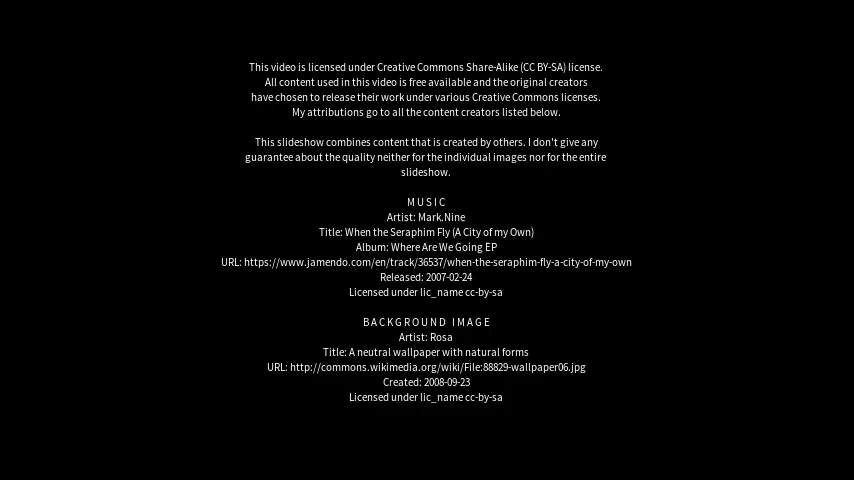 This video is licensed under Creative Commons Share-Alike (CC BY-SA) license.
All content used in this video is free available and the original creators
have chosen to release their work under various Creative Commons licenses.
My attributions go to all the content creators listed below.
This slideshow combines content that is created by others. I don't give any
guarantee about the quality neither for the individual images nor for the entire
slideshow.
MUSIC
Artist: Mark.Nine
Title: When the Seraphim Fly (A City of my Own)
Album: Where Are We Going EP
URL: https://www.jamendo.com/en/track/36537/when-the-seraphim-fly-a-city-of-my-own
Released: 2007-02-24
Licensed under lic_name cc-by-sa
BACKGROUND IMAGE
Artist: Rosa
Title: A neutral wallpaper with natural forms
URL: http://commons.wikimedia.org/wiki/File:88829-wallpaper06.jpg
Created: 2008-09-23
Licensed under lic_name cc-by-sa